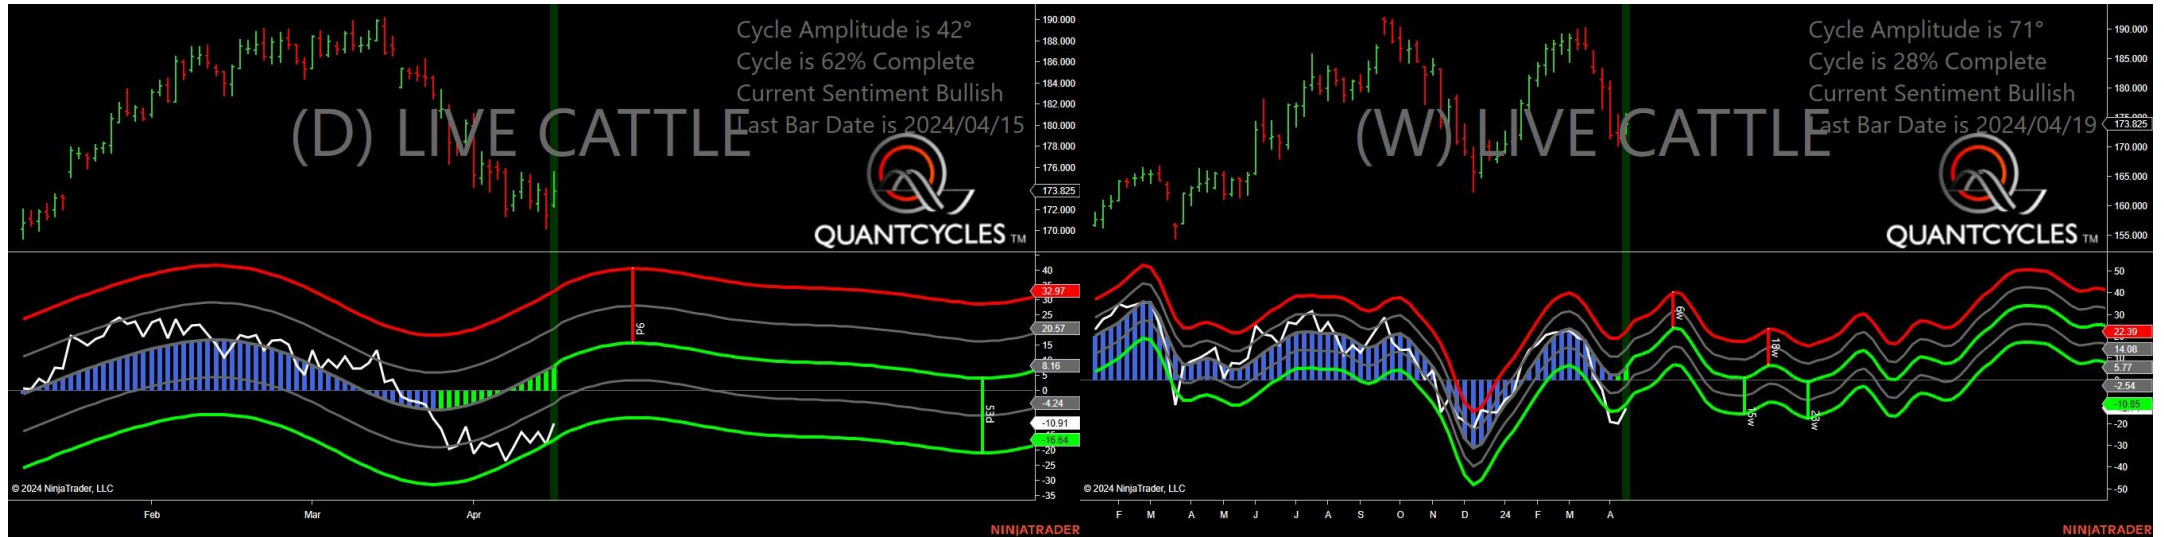 Cycle Amplitude is 42°
Cycle is 62% Complete
Current Sentiment Bullish
Last Bar Date is 2024/04/15
(D) LIVE CATTLE
QUANTCYCLES TM
190.000
188.000
186.000
184.000
182.000
180.000
178.000
176.000
173.825
172.000
170.000
40
32.97
30
25
20.57
15
8.16
5
0
-4.24
-10.91
-16.64
-20
-25
-30
-35
9d
53d
© 2024 NinjaTrader, LLC
Feb
Mar
Apr
NINJATRADER
Cycle Amplitude is 71°
Cycle is 28% Complete
Current Sentiment Bullish
Last Bar Date is 2024/04/19
(W) LIVE CATTLE
QUANTCYCLES TM
190.000
185.000
180.000
173.825
170.000
165.000
160.000
155.000
50
40
30
22.39
14.08
10
5.77
-2.54
-10.85
-20
-30
-40
-50
6w
18w
15w
23w
© 2024 NinjaTrader, LLC
F M A M J J A S O N D 24 F M A
NINJATRADER